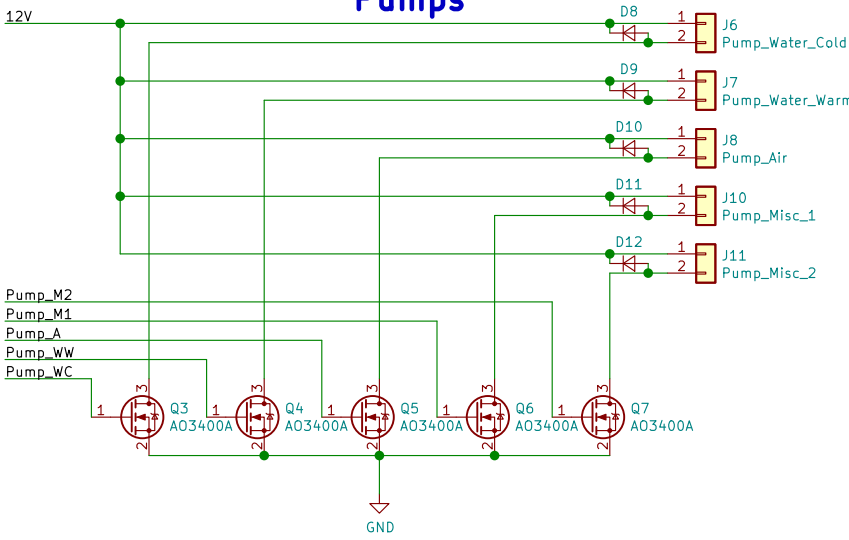 Pumps
12V
D8
1
2
J6
Pump_Water_Cold
D9
1
2
J7
Pump_Water_Warm
D10
1
2
J8
Pump_Air
D11
1
2
J10
Pump_Misc_1
D12
1
2
J11
Pump_Misc_2
Pump_M2
Pump_M1
Pump_A
Pump_WW
Pump_WC
3
1
2
Q3
AO3400A
3
1
2
Q4
AO3400A
3
1
2
Q5
AO3400A
3
1
2
Q6
AO3400A
3
1
2
Q7
AO3400A
GND